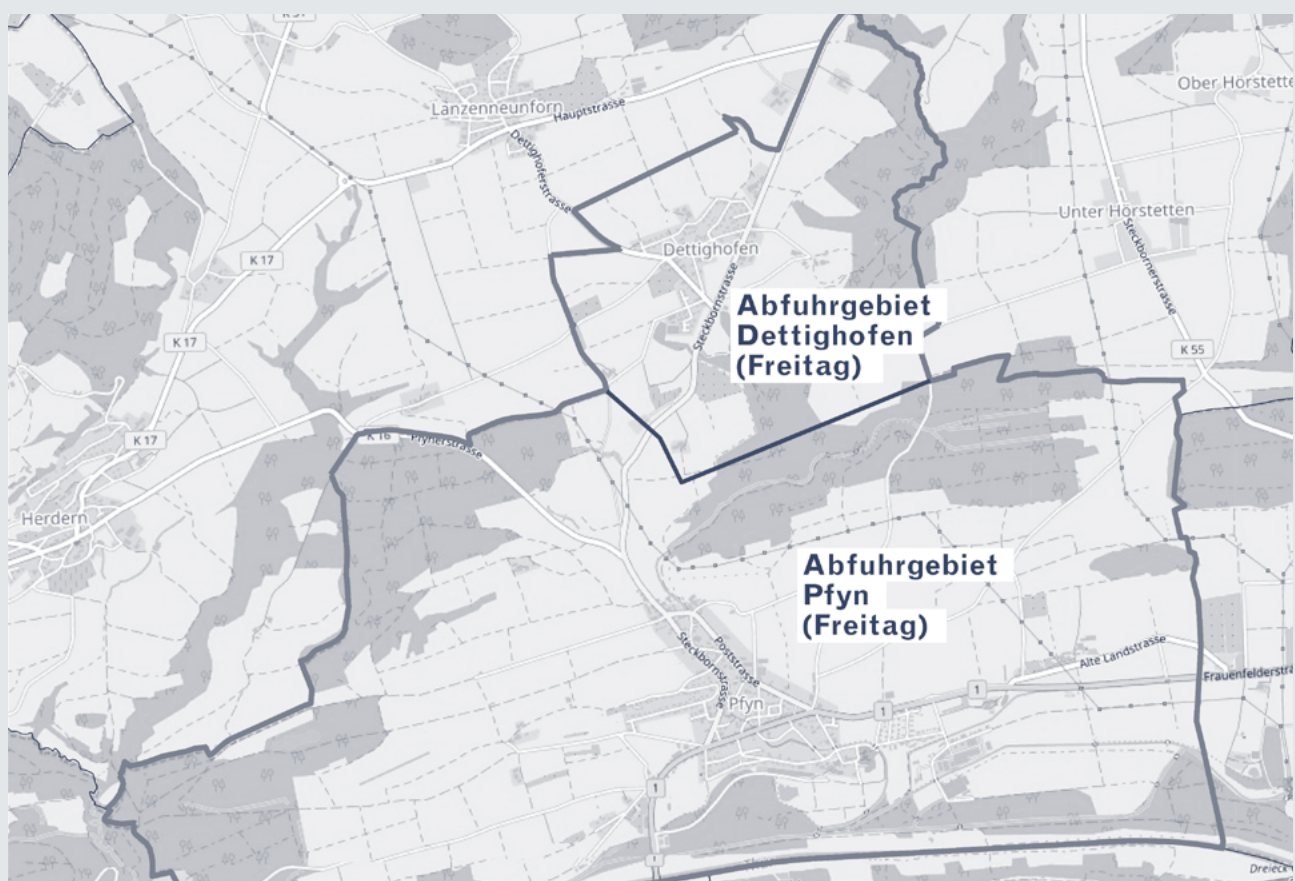 Lanzenneunforn
Hauptstrasse
Ober Hörstette
Dettighoferstrasse
Unter Hörstetten
Steckbornerstrasse
K 17
Dettighofen
Steckbornstrasse
Abfuhrgebiet
Dettighofen
(Freitag)
K 17
K 55
K 17
K 16
Pfynerstrasse
Herdern
Abfuhrgebiet
Pfyn
(Freitag)
Steckbornstrasse
Poststrasse
Alte Landstrasse
Frauenfelderstra
1
Pfyn
1
1
1
Dreieck